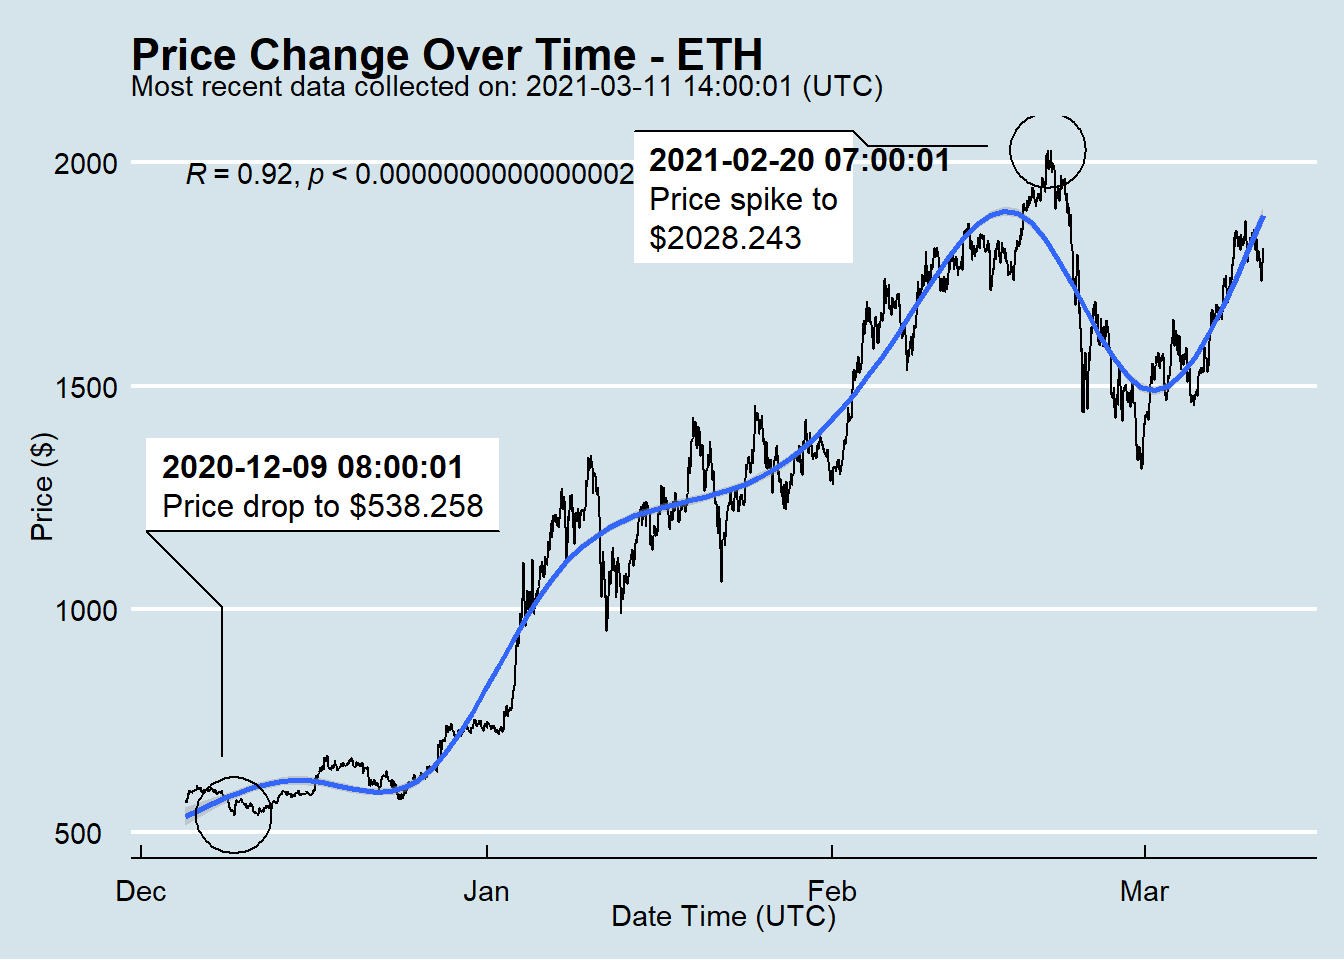 Price Change Over Time - ETH
Most recent data collected on: 2021-03-11 14:00:01 (UTC)
R = 0.92, p < 0.0000000000000002
2021-02-20 07:00:01
Price spike to
$2028.243
2020-12-09 08:00:01
Price drop to $538.258
Price ($)
2000
1500
1000
500
Dec Jan Feb Mar
Date Time (UTC)